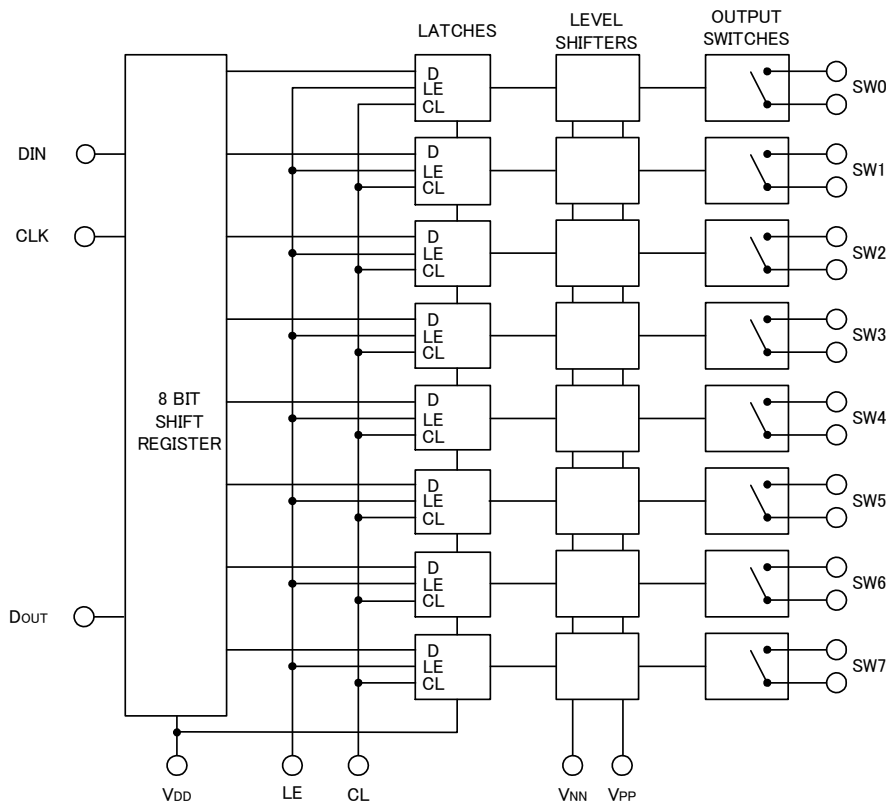 LATCHES
LEVEL
SHIFTERS
OUTPUT
SWITCHES
D
LE
CL
SW0
DIN
D
LE
CL
SW1
CLK
D
LE
CL
SW2
D
LE
CL
SW3
8 BIT
SHIFT
REGISTER
D
LE
CL
SW4
D
LE
CL
SW5
DOUT
D
LE
CL
SW6
D
LE
CL
SW7
VDD
LE
CL
VNN
VPP